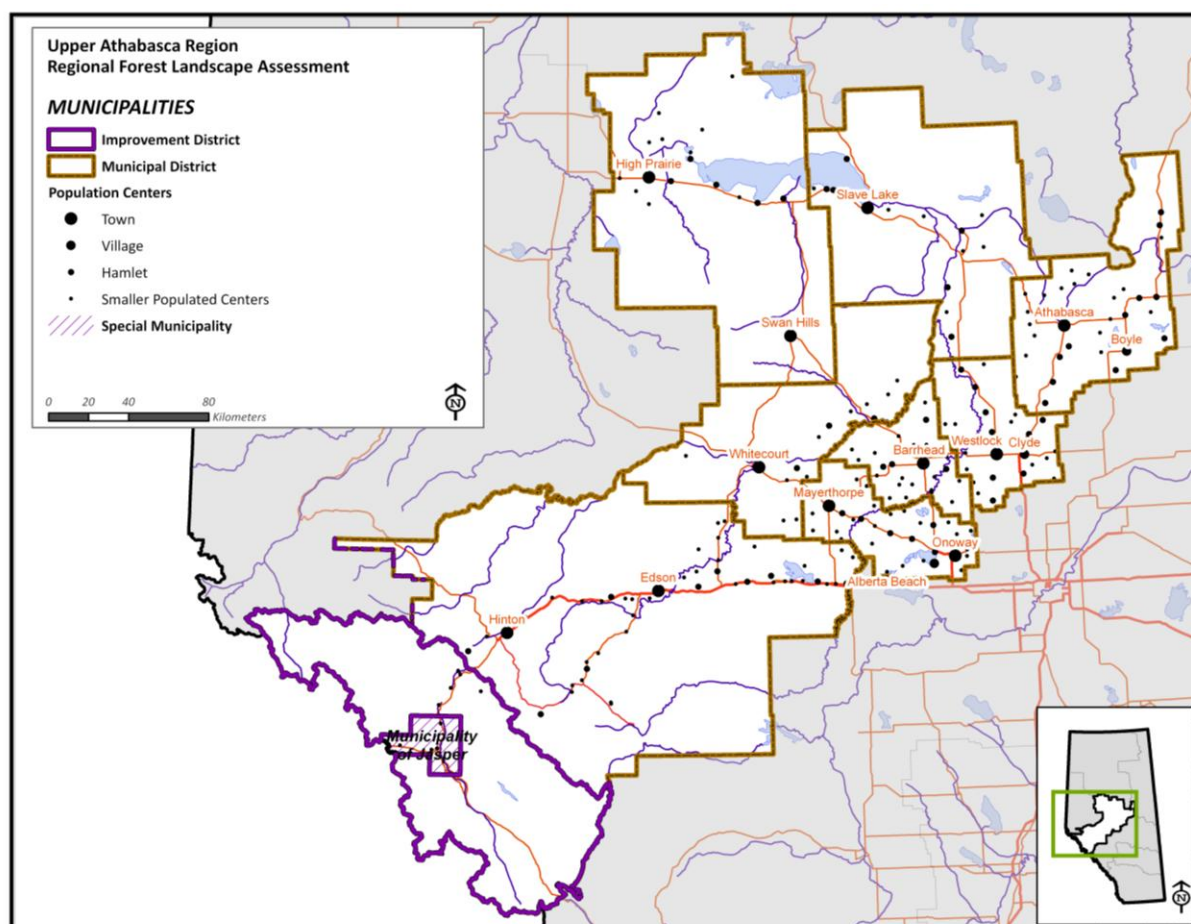 Upper Athabasca Region
Regional Forest Landscape Assessment
MUNICIPALITIES
Improvement District
Municipal District
Population Centers
Town
Village
Hamlet
Smaller Populated Centers
Special Municipality
0 20 40 80
Kilometers
N
High Prairie
Slave Lake
Swan Hills
Athabasca
Boyle
Westlock
Clyde
Barrhead
Whitecourt
Mayerthorpe
Onoway
Alberta Beach
Edson
Hinton
Municipality
of Jasper
N